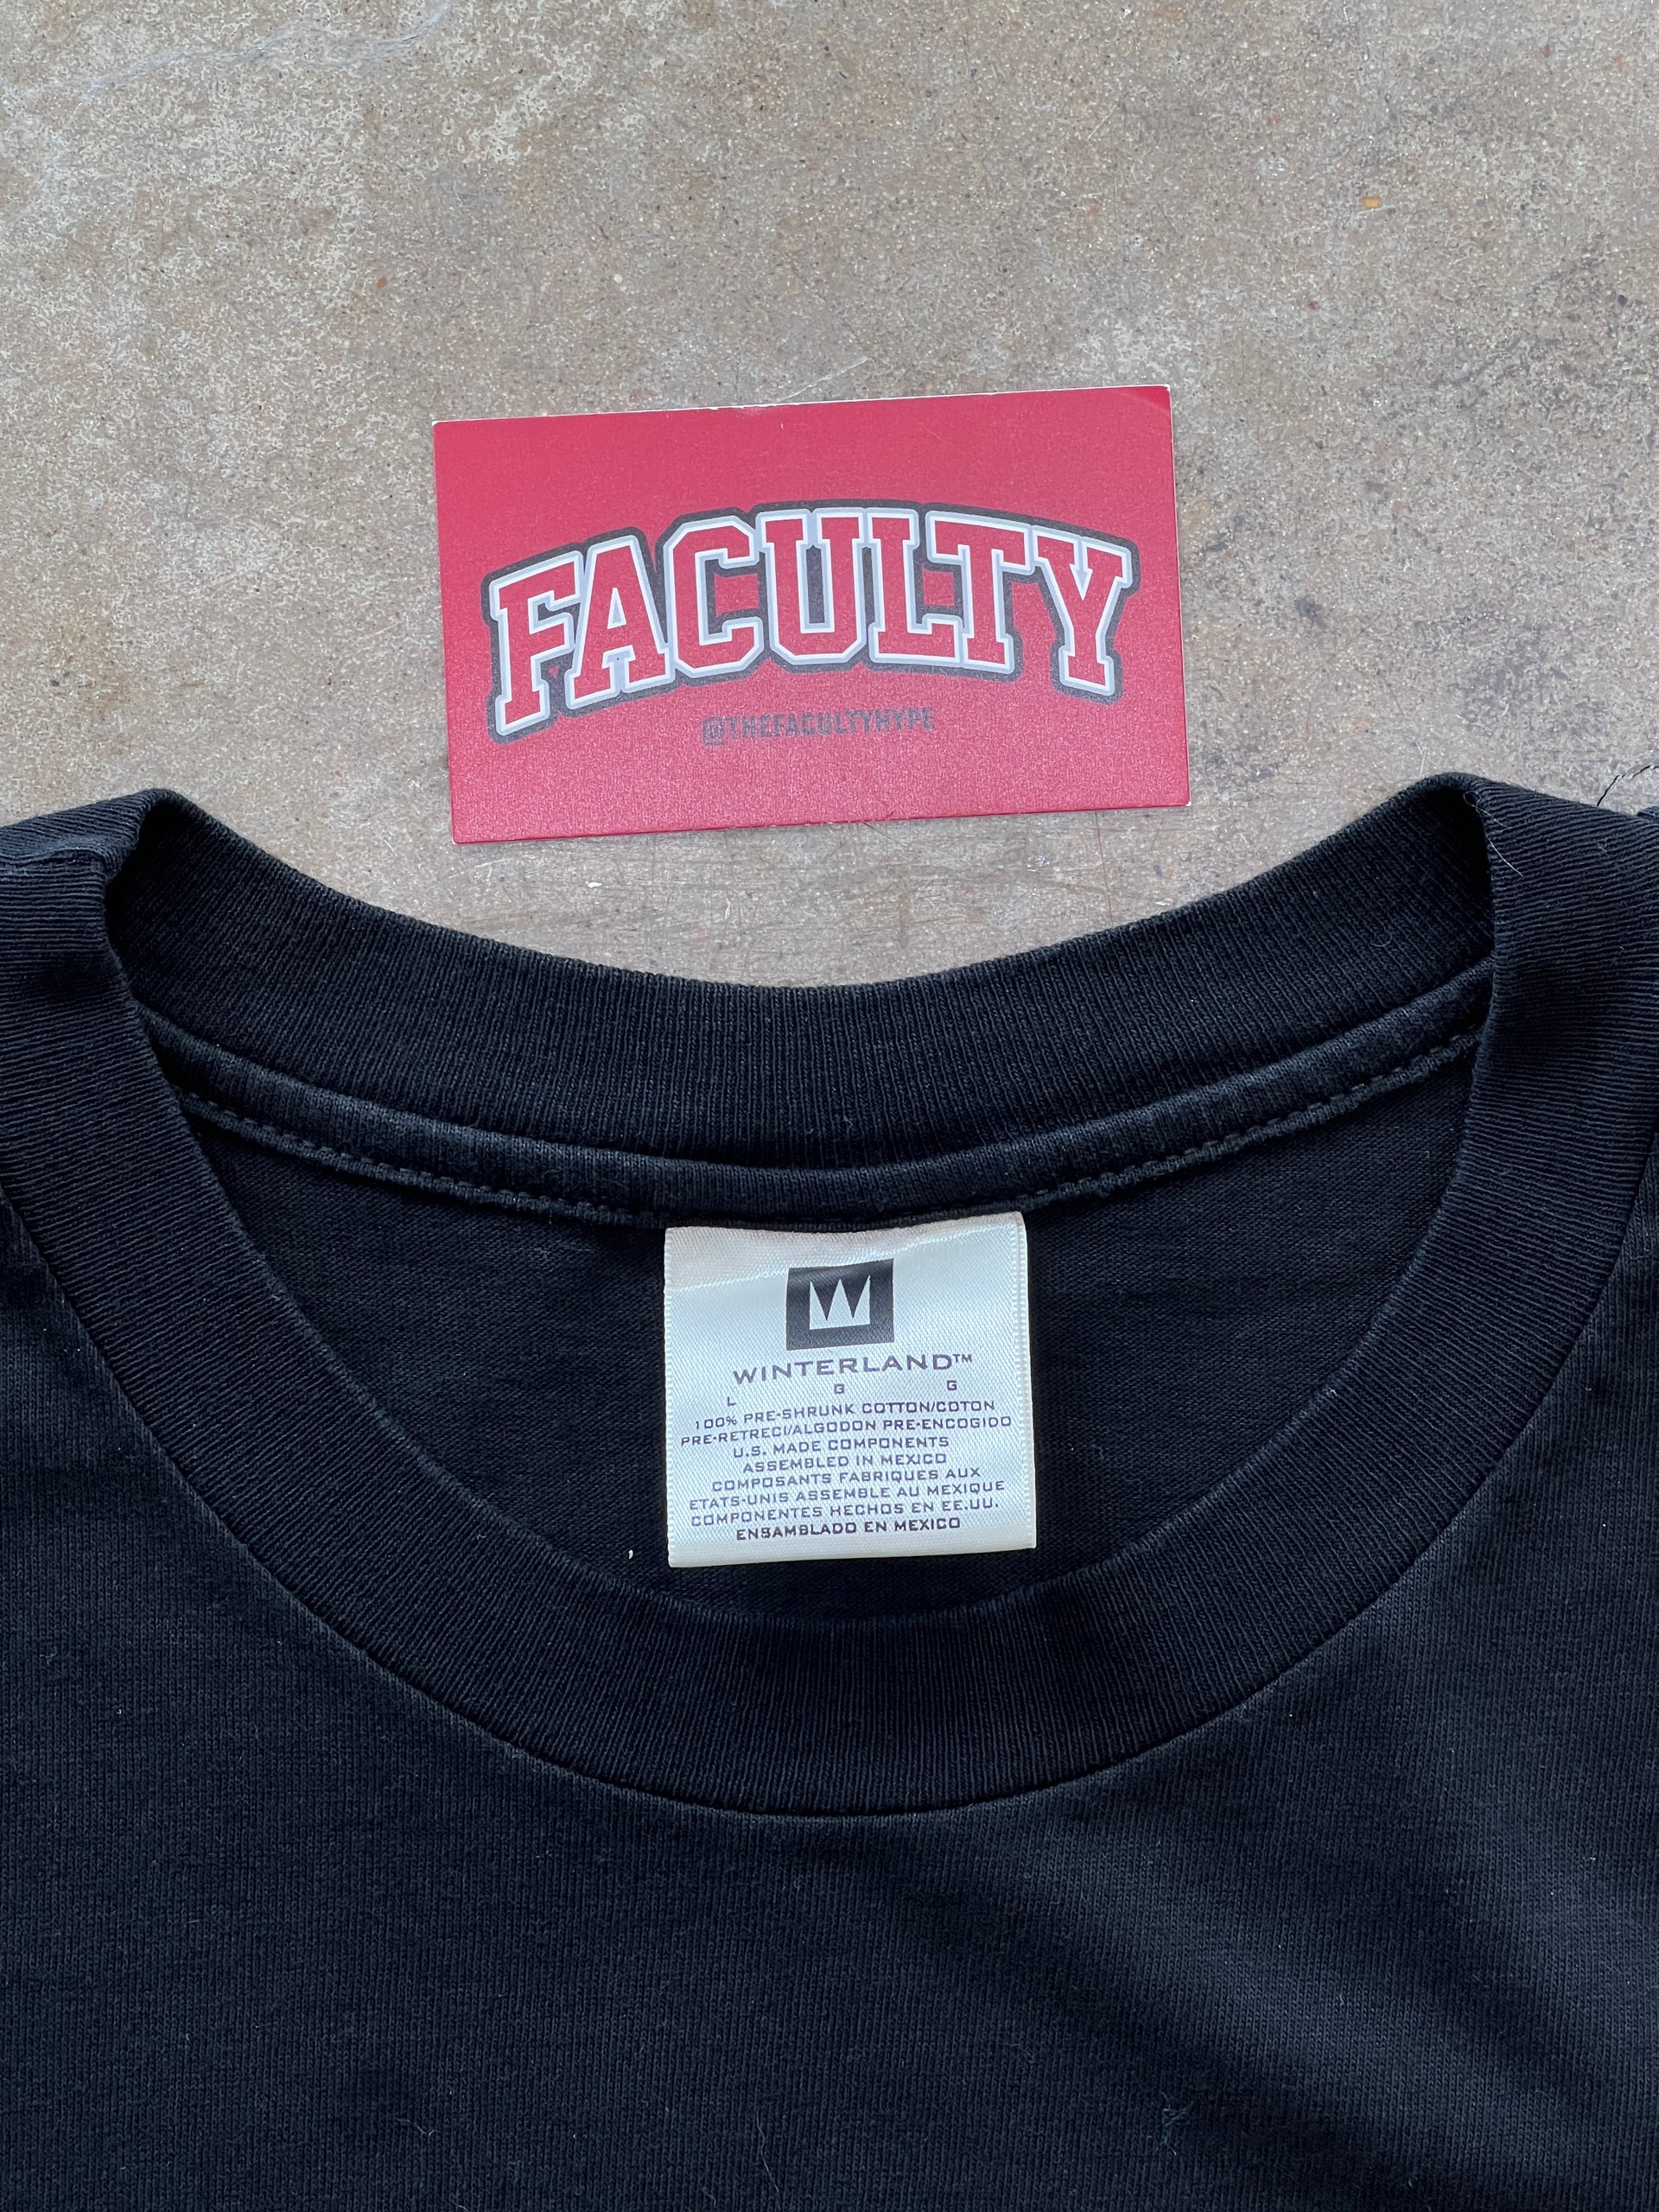 FACULTY
@THEFACULTYHYPE
W
WINTERLAND™
L G G
100% PRE-SHRUNK COTTON/COTON
PRE-RETRECI/ALGODON PRE-ENCOGIDO
U.S. MADE COMPONENTS
ASSEMBLED IN MEXICO
COMPOSANTS FABRIQUES AUX
ETATS-UNIS ASSEMBLE AU MEXIQUE
COMPONENTES HECHOS EN EE.UU.
ENSAMBLADO EN MEXICO